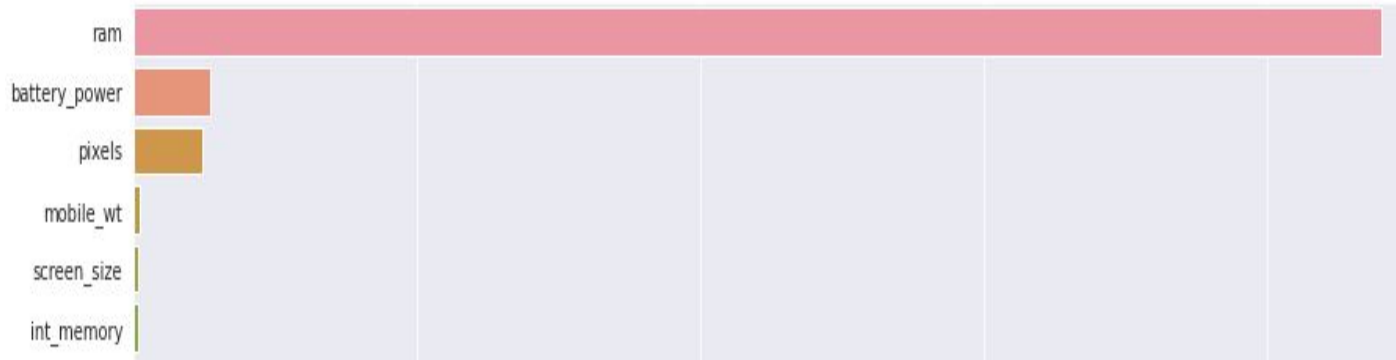 ram
battery_power
pixels
mobile_wt
screen_size
int_memory